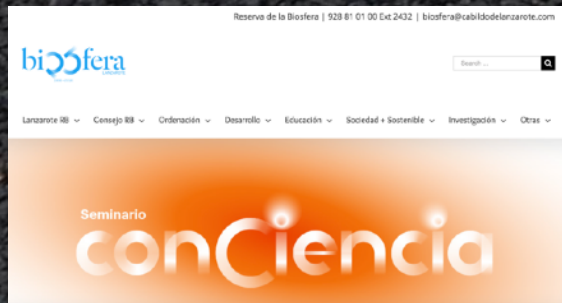 Reserva de la Biosfera | 928 81 01 00 Ext 2432 | biosfera@cabildodelanzarote.com
biosfera
Search ...
Lanzarote RB Consejo RB Ordenación Desarrollo Educación Sociedad + Sostenible Investigación Otras
Seminario
conCiencia